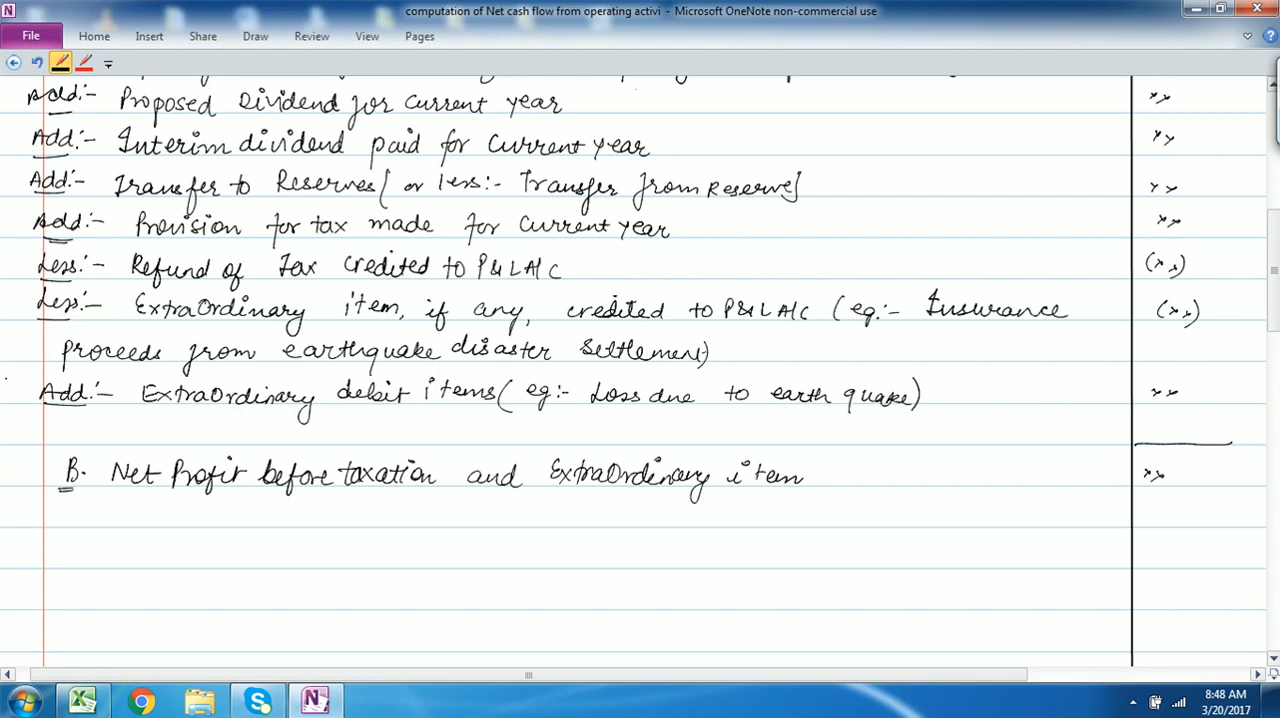 computation of Net cash flow from operating activi - Microsoft OneNote non-commercial use
File Home Insert Share Draw Review View Pages
Add:- Proposed Dividend for Current year xx
Add:- Interim dividend paid for Current year xx
Add:- Transfer to Reserves( or less:- Transfer from Reserve) xx
Add:- Provision for tax made for Current year xx
Less:- Refund of Tax credited to P&L A/C (xx)
Less:- ExtraOrdinary item, if any, credited to P&L A/C (eg:- Insurance (xx)
proceeds from earthquake disaster Settlement)
Add:- ExtraOrdinary debit items( eg:- Loss due to earth quake) xx
B. Net Profit before taxation and ExtraOrdinary item xx
8:48 AM
3/20/2017